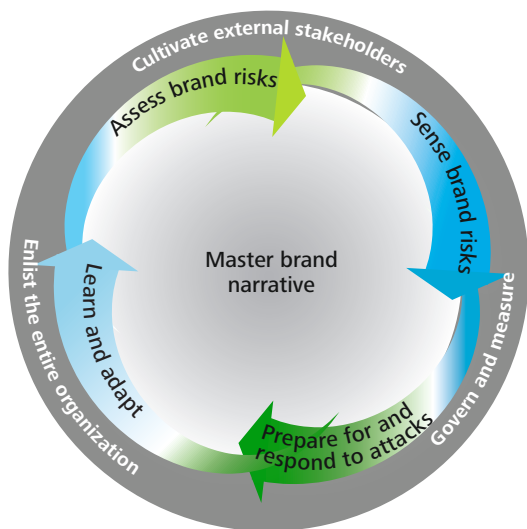 Cultivate external stakeholders
Assess brand risks
Sense brand risks
Master brand
narrative
Govern and measure
Prepare for and
respond to attacks
Learn and adapt
Enlist the entire organization